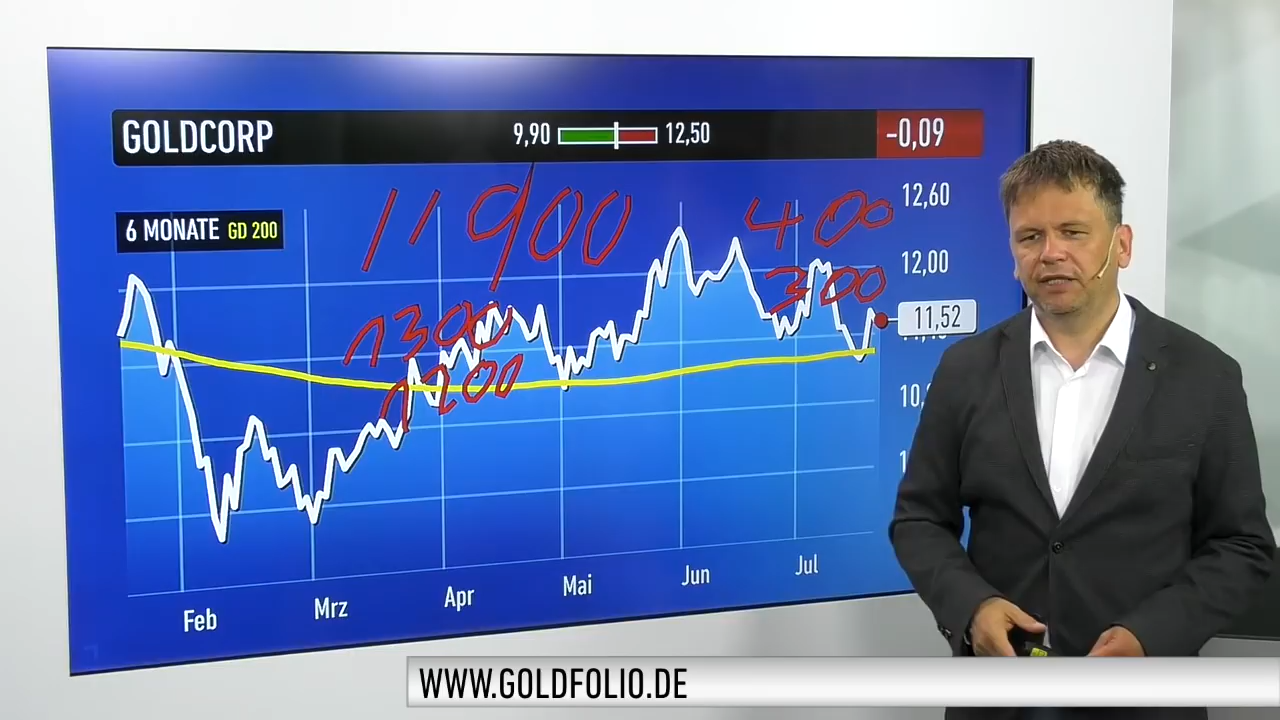 GOLDCORP 9,90 12,50 -0,09
12,60
11900 400
6 MONATE GD 200
12,00
300
11,52
1300
1200
Jul
Jun
Mai
Apr
Mrz
Feb
WWW.GOLDFOLIO.DE